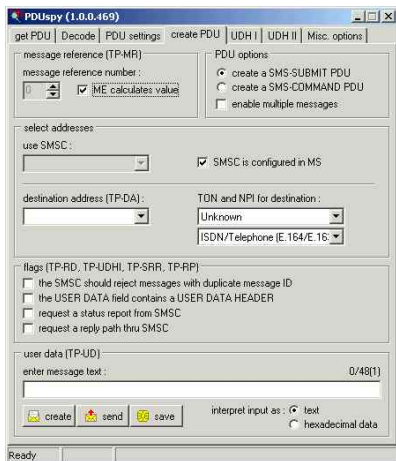 PDUspy (1.0.0.469)
get PDU Decode PDU settings create PDU UDH I UDH II Misc. options
message reference (TP-MR)
message reference number :
0
ME calculates value
PDU options
create a SMS-SUBMIT PDU
create a SMS-COMMAND PDU
enable multiple messages
select addresses
use SMSC :
SMSC is configured in MS
destination address (TP-DA) :
TON and NPI for destination :
Unknown
ISDN/Telephone (E.164/E.16
flags (TP-RD, TP-UDHI, TP-SRR, TP-RP)
the SMSC should reject messages with duplicate message ID
the USER DATA field contains a USER DATA HEADER
request a status report from SMSC
request a reply path thru SMSC
user data (TP-UD)
enter message text : 0/48(1)
create send save interpret input as : text
hexadecimal data
Ready